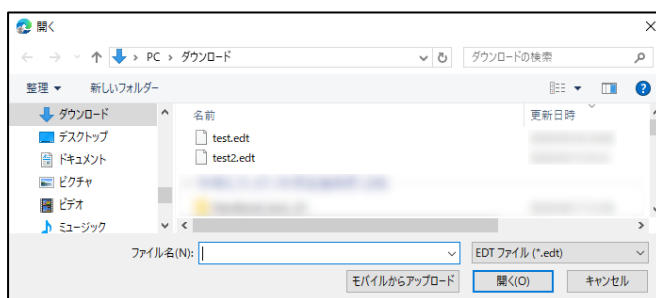 開く
PC › ダウンロード
ダウンロードの検索
整理
新しいフォルダー
ダウンロード
デスクトップ
ドキュメント
ピクチャ
ビデオ
ミュージック
名前
更新日時
test.edt
test2.edt
ファイル名(N):
EDT ファイル (*.edt)
モバイルからアップロード
開く(O)
キャンセル